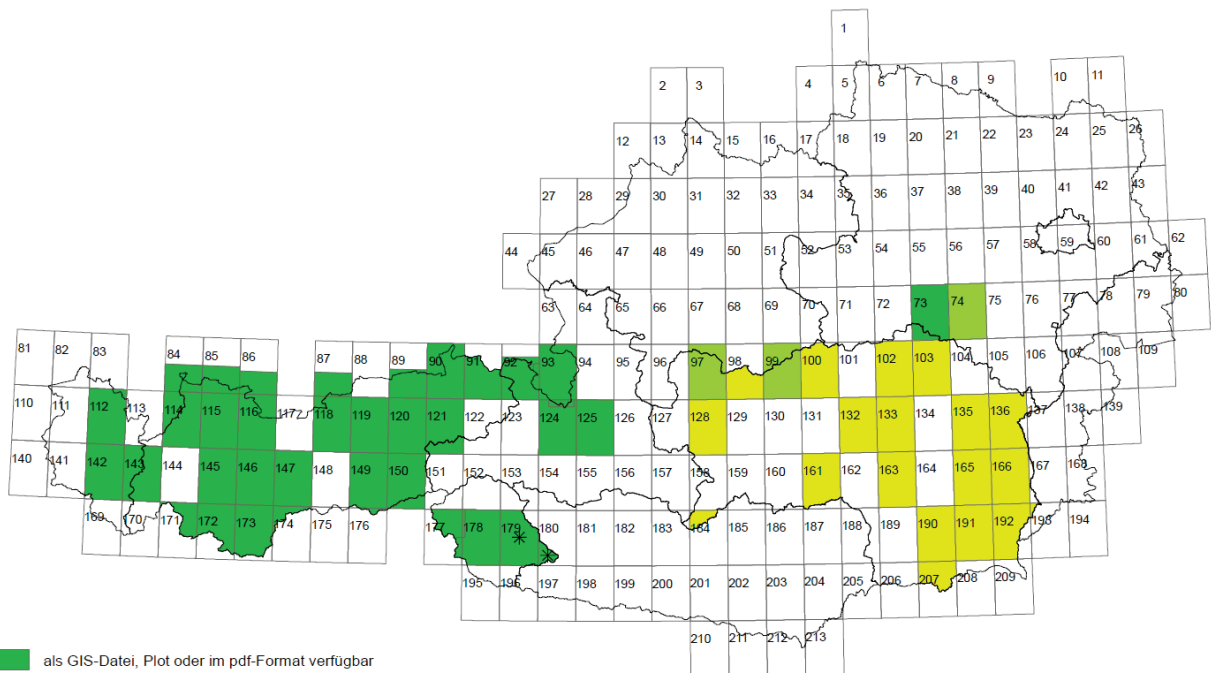 1
2 3 4 5 6 7 8 9 10 11
12 13 14 15 16 17 18 19 20 21 22 23 24 25 26
27 28 29 30 31 32 33 34 35 36 37 38 39 40 41 42 43
44 45 46 47 48 49 50 51 52 53 54 55 56 57 58 59 60 61 62
63 64 65 66 67 68 69 70 71 72 73 74 75 76 77 78 79 80
81 82 83 84 85 86 87 88 89 90 91 92 93 94 95 96 97 98 99 100 101 102 103 104 105 106 107 108 109
110 111 112 113 114 115 116 117 118 119 120 121 122 123 124 125 126 127 128 129 130 131 132 133 134 135 136 137 138 139
140 141 142 143 144 145 146 147 148 149 150 151 152 153 154 155 156 157 158 159 160 161 162 163 164 165 166 167 168
169 170 171 172 173 174 175 176 177 178 179 180 181 182 183 184 185 186 187 188 189 190 191 192 193 194
195 196 197 198 199 200 201 202 203 204 205 206 207 208 209
210 211 212 213
als GIS-Datei, Plot oder im pdf-Format verfügbar